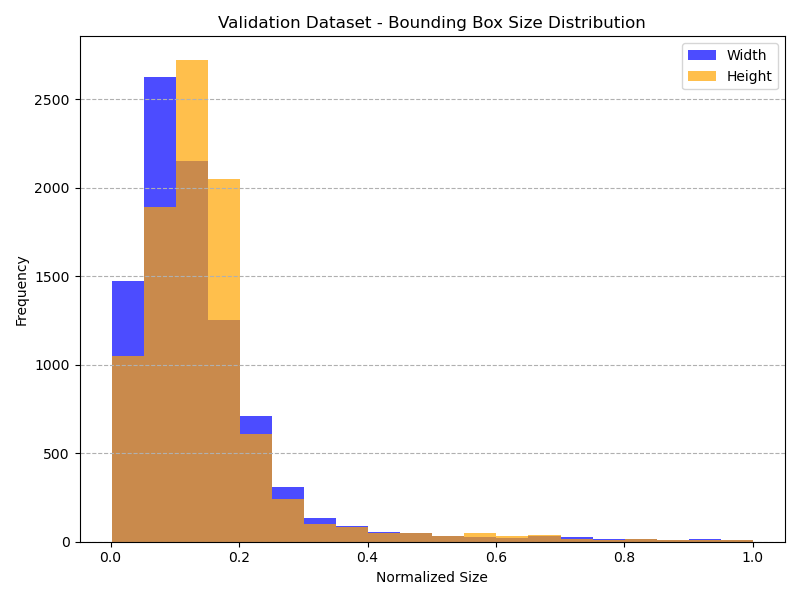 Validation Dataset - Bounding Box Size Distribution
Width
Height
Frequency
2500
2000
1500
1000
500
0
0.0 0.2 0.4 0.6 0.8 1.0
Normalized Size